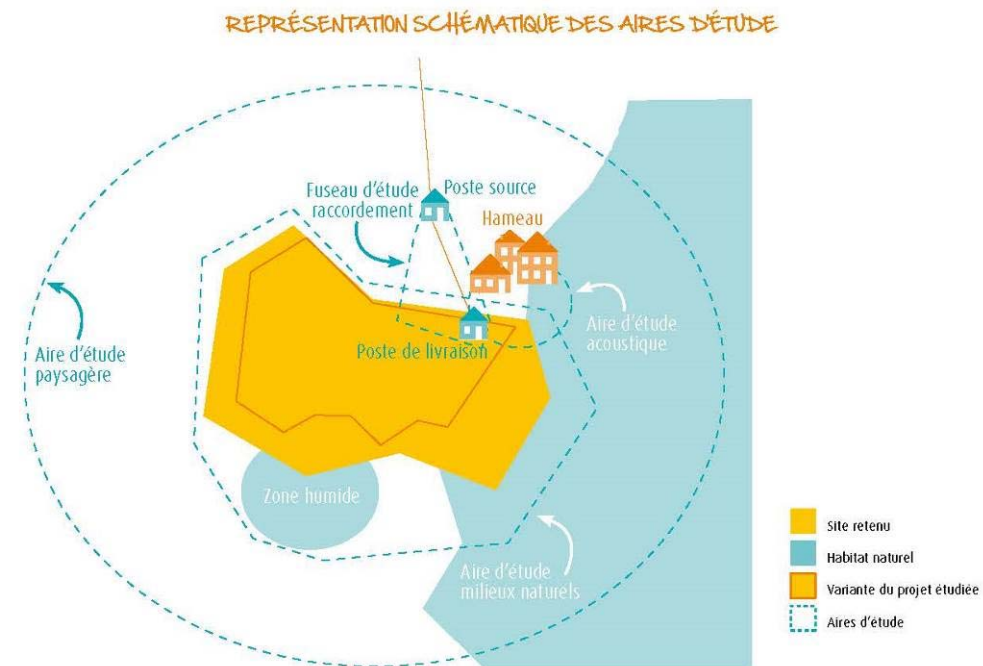 REPRÉSENTATION SCHÉMATIQUE DES AIRES D'ÉTUDE
Fuseau d'étude
raccordement
Poste source
Hameau
Aire d'étude
acoustique
Poste de livraison
Aire d'étude
paysagère
Zone humide
Aire d'étude
milieux naturels
Site retenu
Habitat naturel
Variante du projet étudiée
Aires d'étude